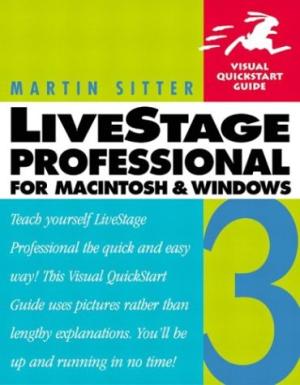 VISUAL
QUICKSTART
GUIDE
MARTIN SITTER
LIVESTAGE
PROFESSIONAL
FOR MACINTOSH & WINDOWS
3
Teach yourself LiveStage
Professional the quick and easy
way! This Visual QuickStart
Guide uses pictures rather than
lengthy explanations. You'll be
up and running in no time!